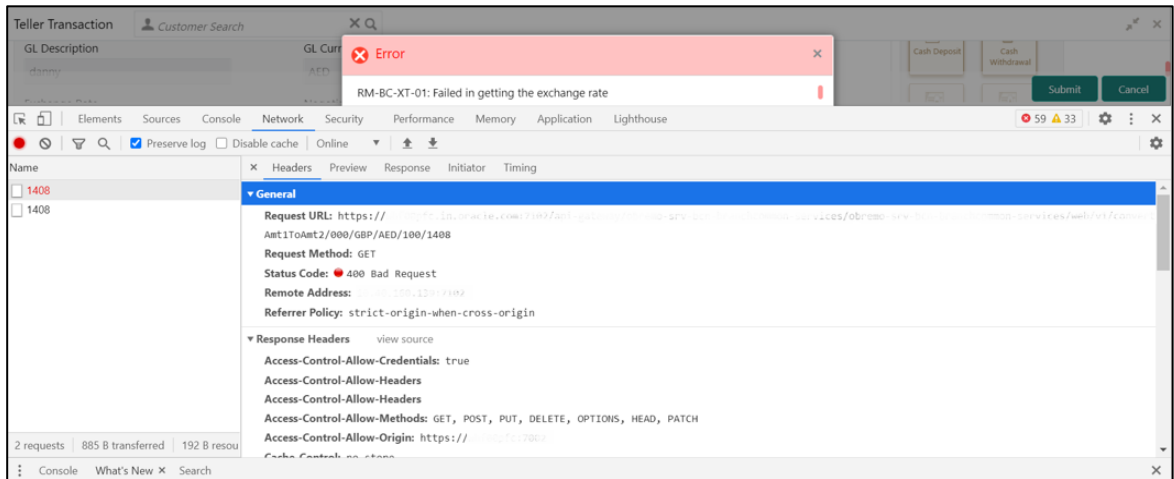 Teller Transaction Customer Search
GL Description GL Curr
danny AED
Error
RM-BC-XT-01: Failed in getting the exchange rate
Cash Deposit Cash Withdrawal
Submit Cancel
Elements Sources Console Network Security Performance Memory Application Lighthouse 59 33
Preserve log Disable cache Online
Name
1408
1408
2 requests 885 B transferred 192 B resou
Headers Preview Response Initiator Timing
General
Request URL: https://
Amt1ToAmt2/000/GBP/AED/100/1408
Request Method: GET
Status Code: 400 Bad Request
Remote Address:
Referrer Policy: strict-origin-when-cross-origin
Response Headers view source
Access-Control-Allow-Credentials: true
Access-Control-Allow-Headers
Access-Control-Allow-Headers
Access-Control-Allow-Methods: GET, POST, PUT, DELETE, OPTIONS, HEAD, PATCH
Access-Control-Allow-Origin: https://
Cache-Control: no-store
Console What's New Search